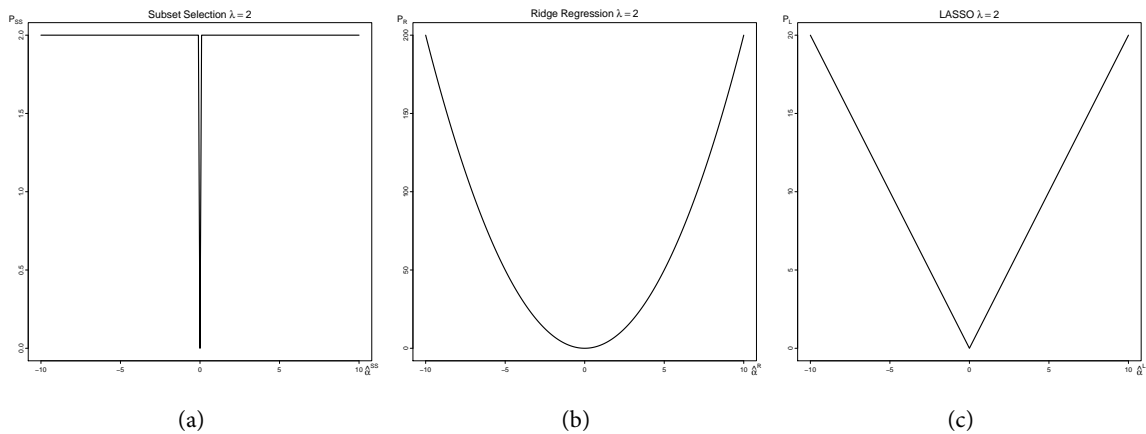 Subset Selection λ = 2
P_SS
2.0
1.5
1.0
0.5
0.0
−10 −5 0 5 10
α̂^SS
(a)
Ridge Regression λ = 2
P_R
200
150
100
50
0
−10 −5 0 5 10
α̂^R
(b)
LASSO λ = 2
P_L
20
15
10
5
0
−10 −5 0 5 10
α̂^L
(c)